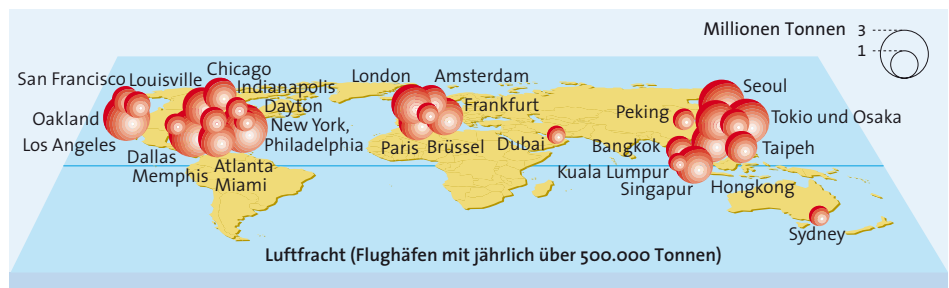 Millionen Tonnen
3
1
San Francisco
Louisville
Chicago
Indianapolis
Dayton
New York,
Philadelphia
Oakland
Los Angeles
Dallas
Memphis
Atlanta
Miami
London
Amsterdam
Frankfurt
Paris
Brüssel
Dubai
Seoul
Peking
Tokio und Osaka
Bangkok
Taipeh
Kuala Lumpur
Singapur
Hongkong
Sydney
Luftfracht (Flughäfen mit jährlich über 500.000 Tonnen)